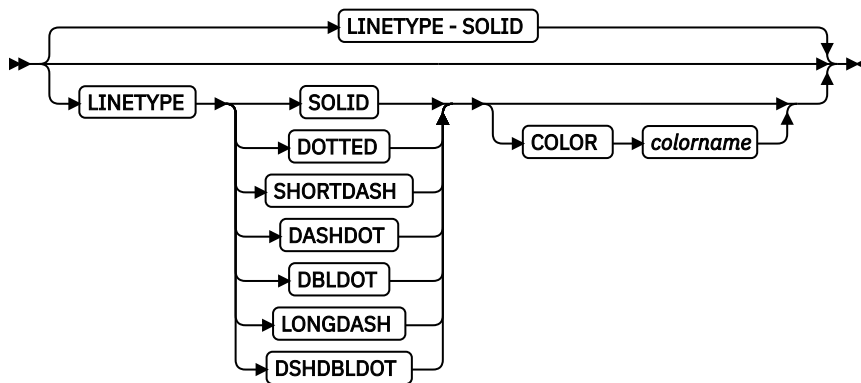 LINETYPE - SOLID
LINETYPE
SOLID
DOTTED
SHORTDASH
DASHDOT
DBLDOT
LONGDASH
DSHDBLDOT
COLOR
colorname